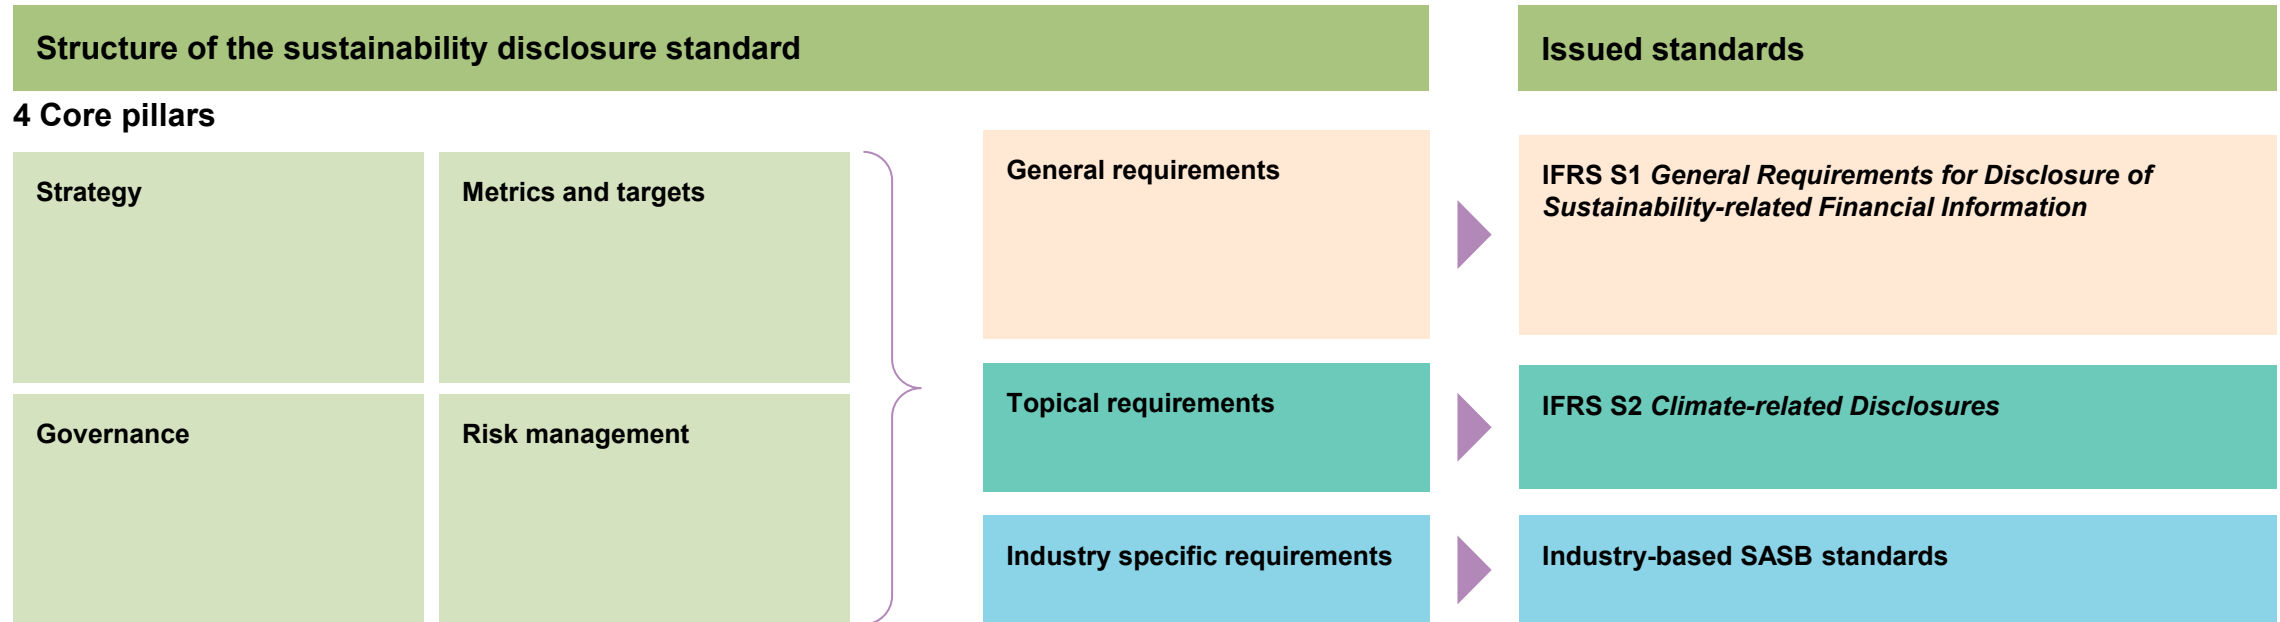 Structure of the sustainability disclosure standard
Issued standards
4 Core pillars
Strategy
Metrics and targets
Governance
Risk management
General requirements
IFRS S1 General Requirements for Disclosure of
Sustainability-related Financial Information
Topical requirements
IFRS S2 Climate-related Disclosures
Industry specific requirements
Industry-based SASB standards